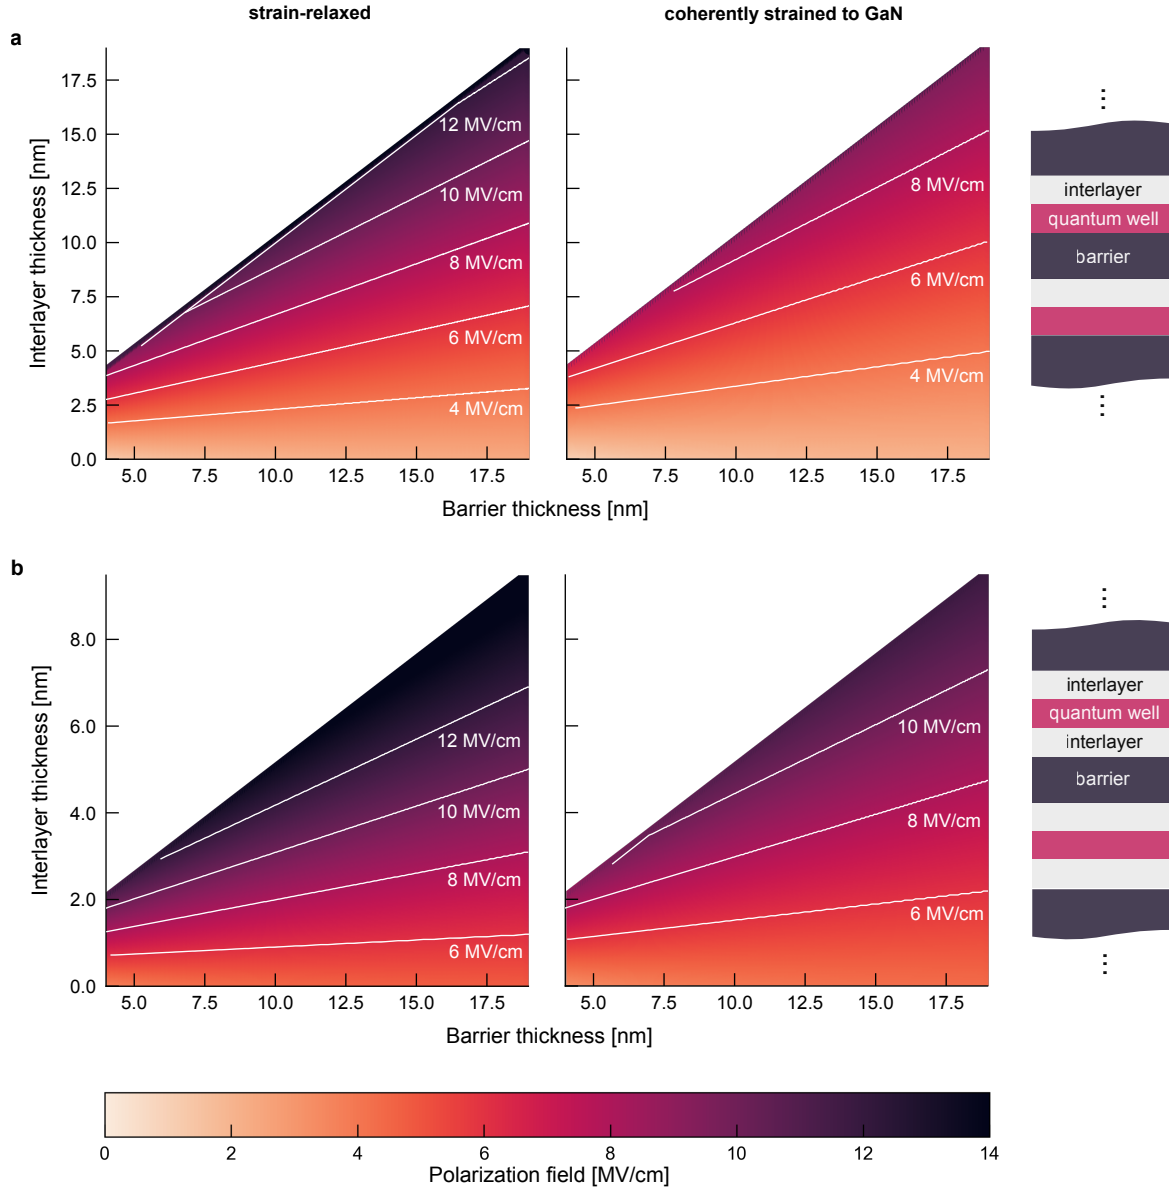 strain-relaxed
coherently strained to GaN
a
Interlayer thickness [nm]
17.5
15.0
12.5
10.0
7.5
5.0
2.5
0.0
12 MV/cm
10 MV/cm
8 MV/cm
6 MV/cm
4 MV/cm
5.0 7.5 10.0 12.5 15.0 17.5
8 MV/cm
6 MV/cm
4 MV/cm
5.0 7.5 10.0 12.5 15.0 17.5
Barrier thickness [nm]
interlayer
quantum well
barrier
b
Interlayer thickness [nm]
8.0
6.0
4.0
2.0
0.0
12 MV/cm
10 MV/cm
8 MV/cm
6 MV/cm
5.0 7.5 10.0 12.5 15.0 17.5
10 MV/cm
8 MV/cm
6 MV/cm
5.0 7.5 10.0 12.5 15.0 17.5
Barrier thickness [nm]
interlayer
quantum well
interlayer
barrier
0 2 4 6 8 10 12 14
Polarization field [MV/cm]